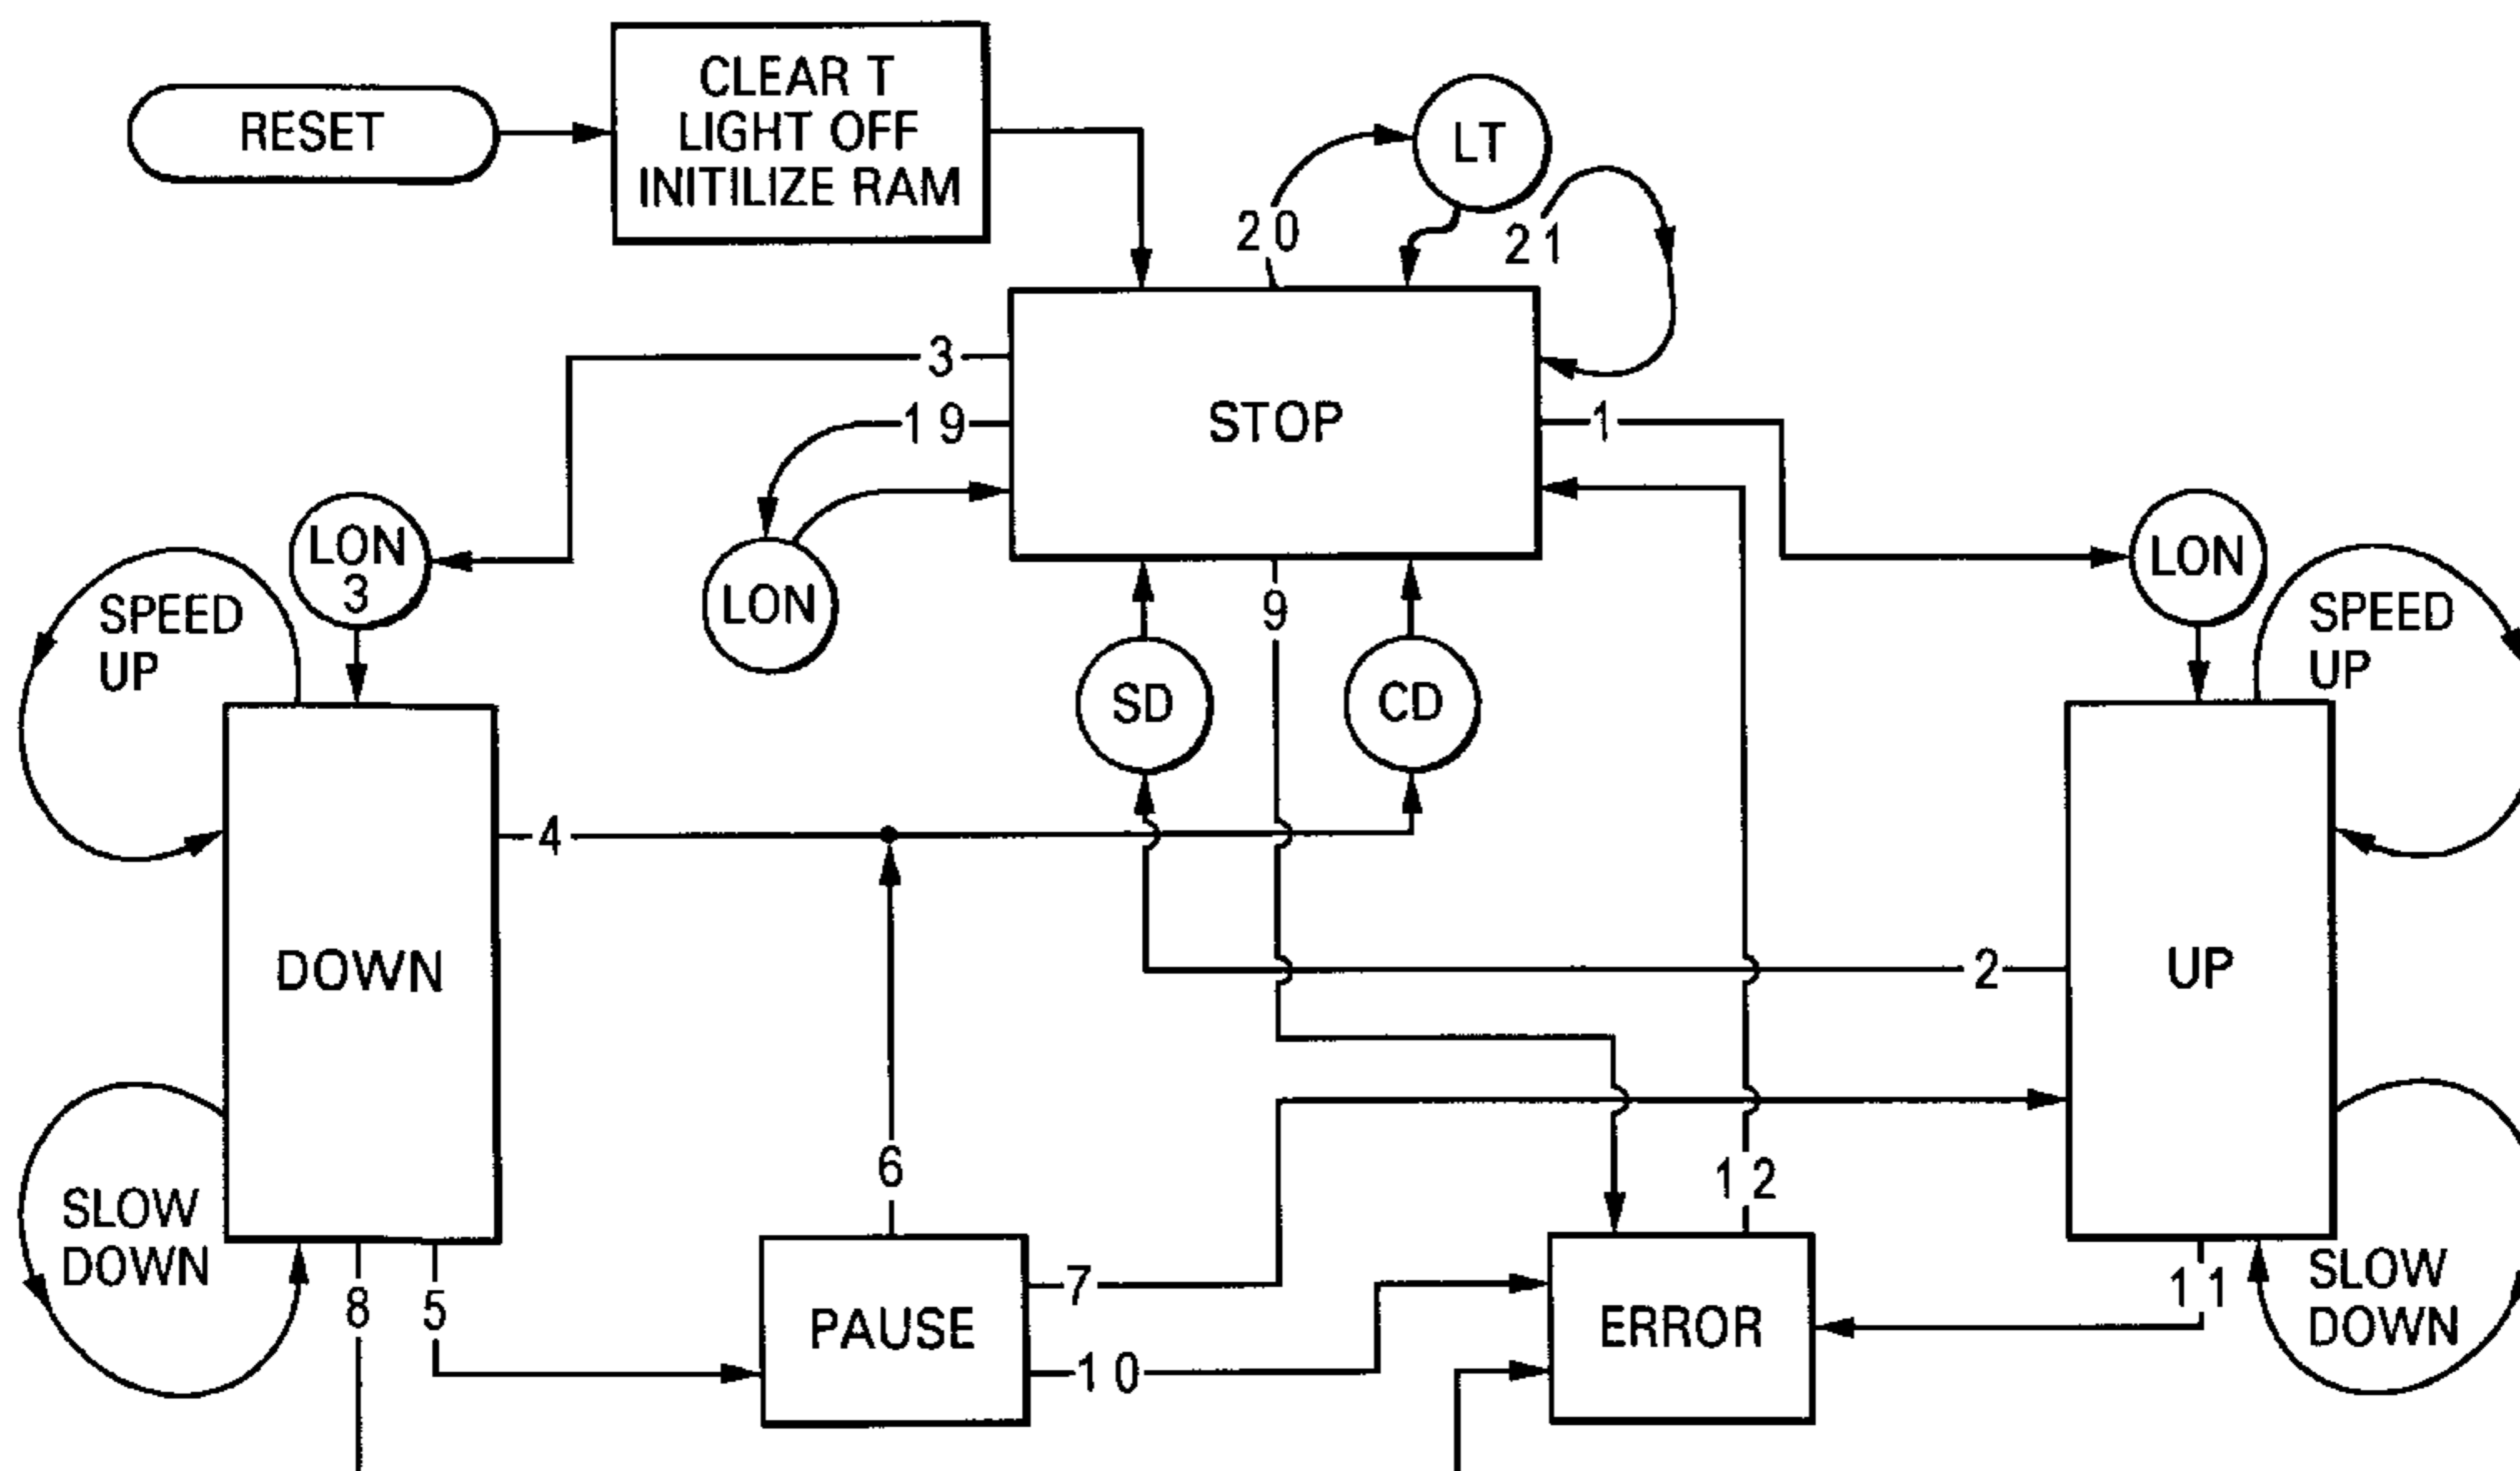 RESET
CLEAR T
LIGHT OFF
INITILIZE RAM
LT
20
21
3
19
STOP
1
LON
3
LON
LON
SPEED
UP
9
SPEED
UP
SD
CD
4
DOWN
2
UP
6
12
SLOW
DOWN
8
5
7
PAUSE
10
ERROR
11
SLOW
DOWN